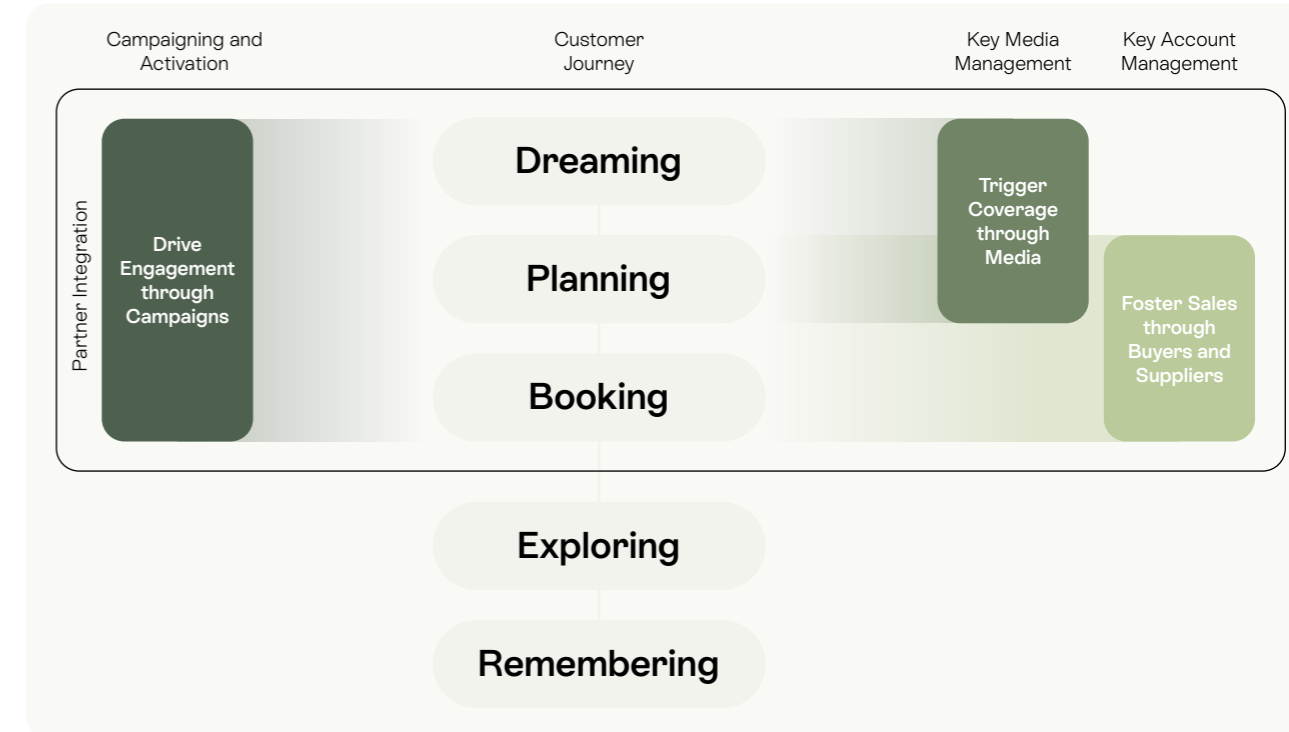 Campaigning and
Activation
Customer
Journey
Key Media
Management
Key Account
Management
Partner Integration
Drive
Engagement
through
Campaigns
Dreaming
Planning
Booking
Exploring
Remembering
Trigger
Coverage
through
Media
Foster Sales
through
Buyers and
Suppliers